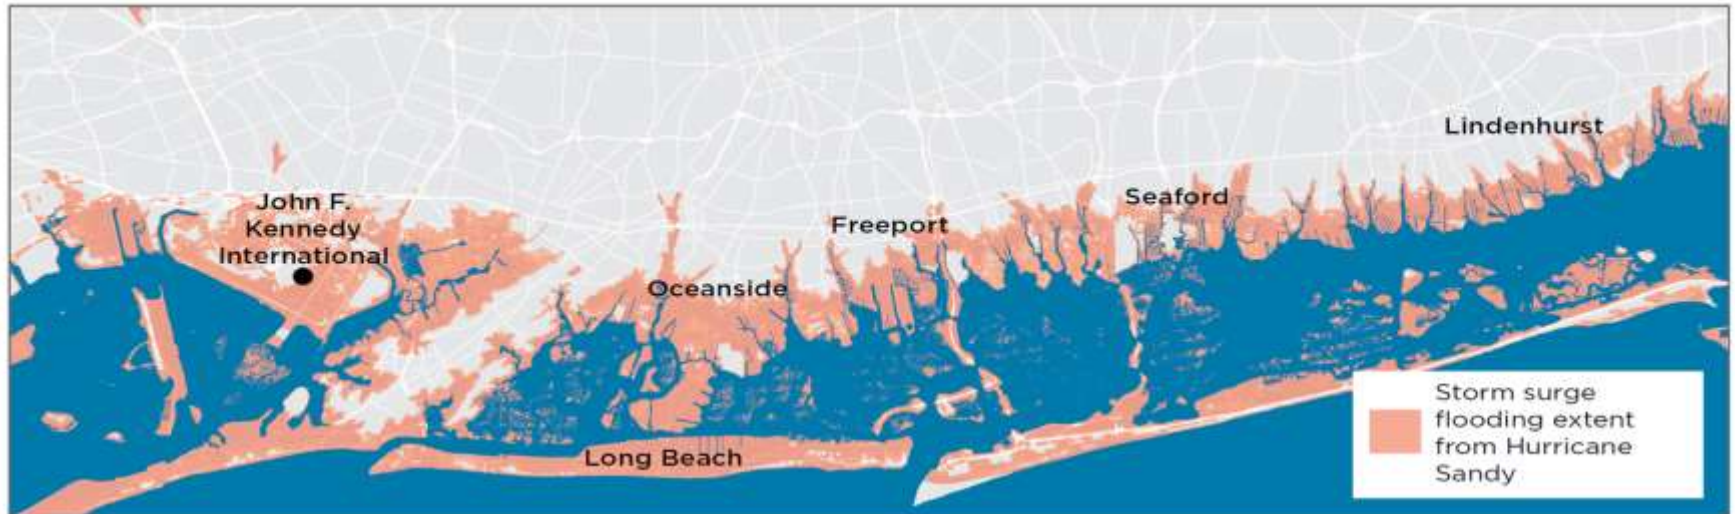 Lindenhurst
Seaford
John F.
Kennedy
International
Freeport
Oceanside
Long Beach
Storm surge
flooding extent
from Hurricane
Sandy